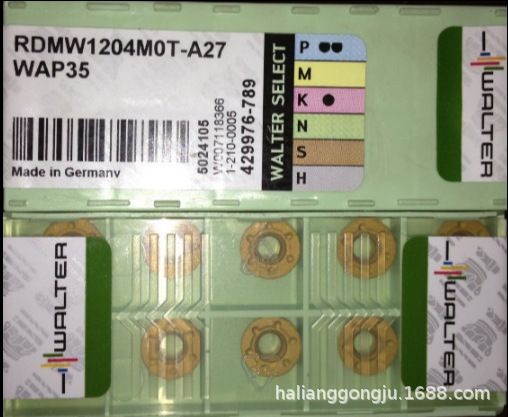 RDMW1204M0T-A27
WAP35
Made in Germany
5024105
W007118366
1-210-0005
429976-789
WALTER SELECT
P
M
K
N
S
H
WALTER
WALTER
WALTER
halianggongju.1688.com